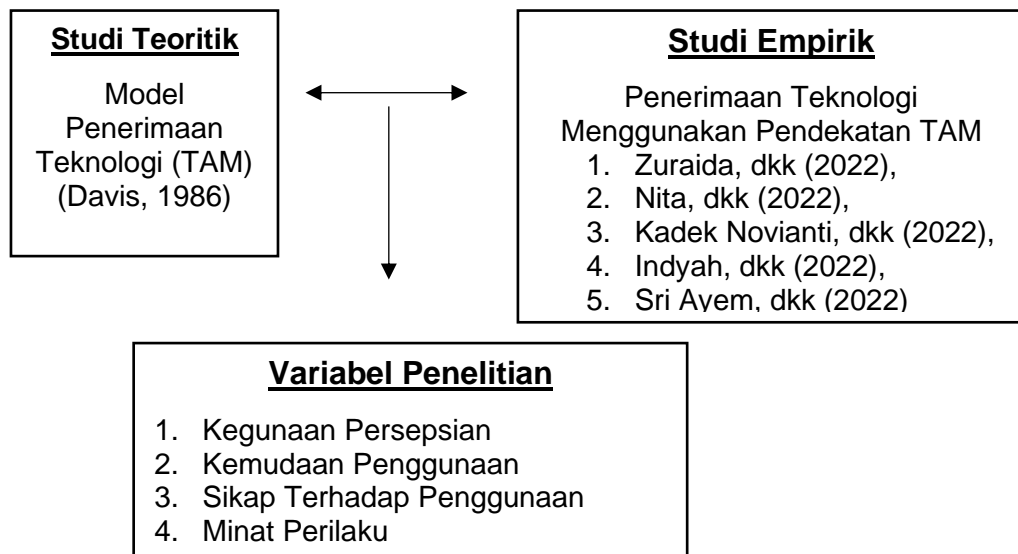 Studi Teoritik
Model
Penerimaan
Teknologi (TAM)
(Davis, 1986)
Studi Empirik
Penerimaan Teknologi
Menggunakan Pendekatan TAM
1. Zuraida, dkk (2022),
2. Nita, dkk (2022),
3. Kadek Novianti, dkk (2022),
4. Indyah, dkk (2022),
5. Sri Ayem, dkk (2022)
Variabel Penelitian
1. Kegunaan Persepsian
2. Kemudaan Penggunaan
3. Sikap Terhadap Penggunaan
4. Minat Perilaku